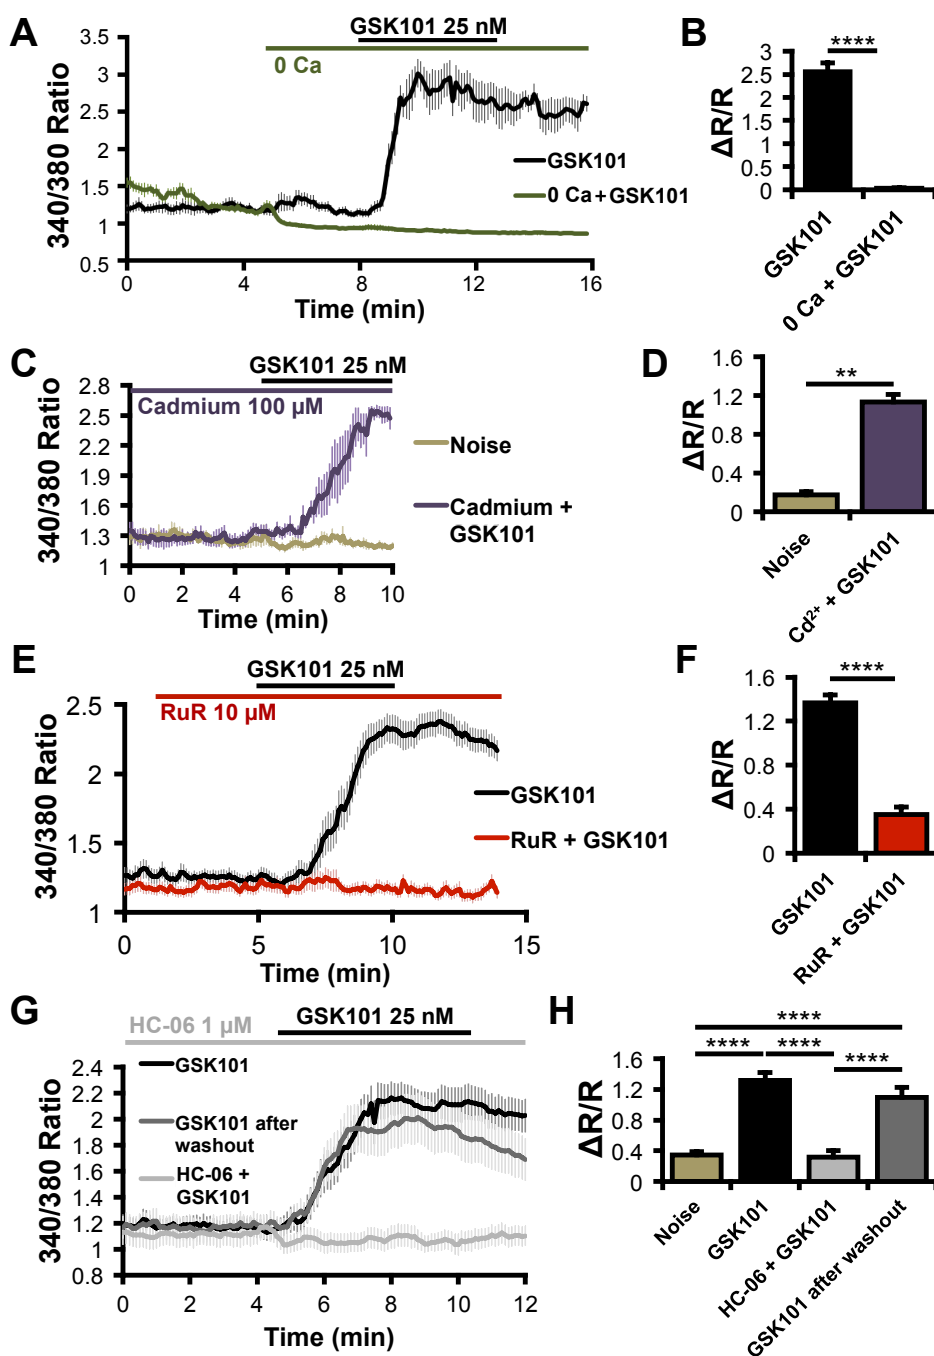 A
GSK101 25 nM
0 Ca
340/380 Ratio
3.5
3
2.5
2
1.5
1
0.5
0
4
8
12
16
Time (min)
GSK101
0 Ca + GSK101
B
****
ΔR/R
3
2.5
2
1.5
1
0.5
0
GSK101
0 Ca + GSK101
C
GSK101 25 nM
Cadmium 100 µM
340/380 Ratio
2.8
2.5
2.2
1.9
1.6
1.3
1
0
2
4
6
8
10
Time (min)
Noise
Cadmium +
GSK101
D
**
ΔR/R
1.6
1.2
0.8
0.4
0
Noise
Cd²⁺ + GSK101
E
GSK101 25 nM
RuR 10 µM
340/380 Ratio
2.5
2
1.5
1
0
5
10
15
Time (min)
GSK101
RuR + GSK101
F
****
ΔR/R
1.6
1.2
0.8
0.4
0
GSK101
RuR + GSK101
G
HC-06 1 µM
GSK101 25 nM
340/380 Ratio
2.4
2.2
2
1.8
1.6
1.4
1.2
1
0.8
0
2
4
6
8
10
12
Time (min)
GSK101
GSK101 after
washout
HC-06 +
GSK101
H
****
****
****
****
ΔR/R
1.6
1.2
0.8
0.4
0
Noise
GSK101
HC-06 + GSK101
GSK101 after washout